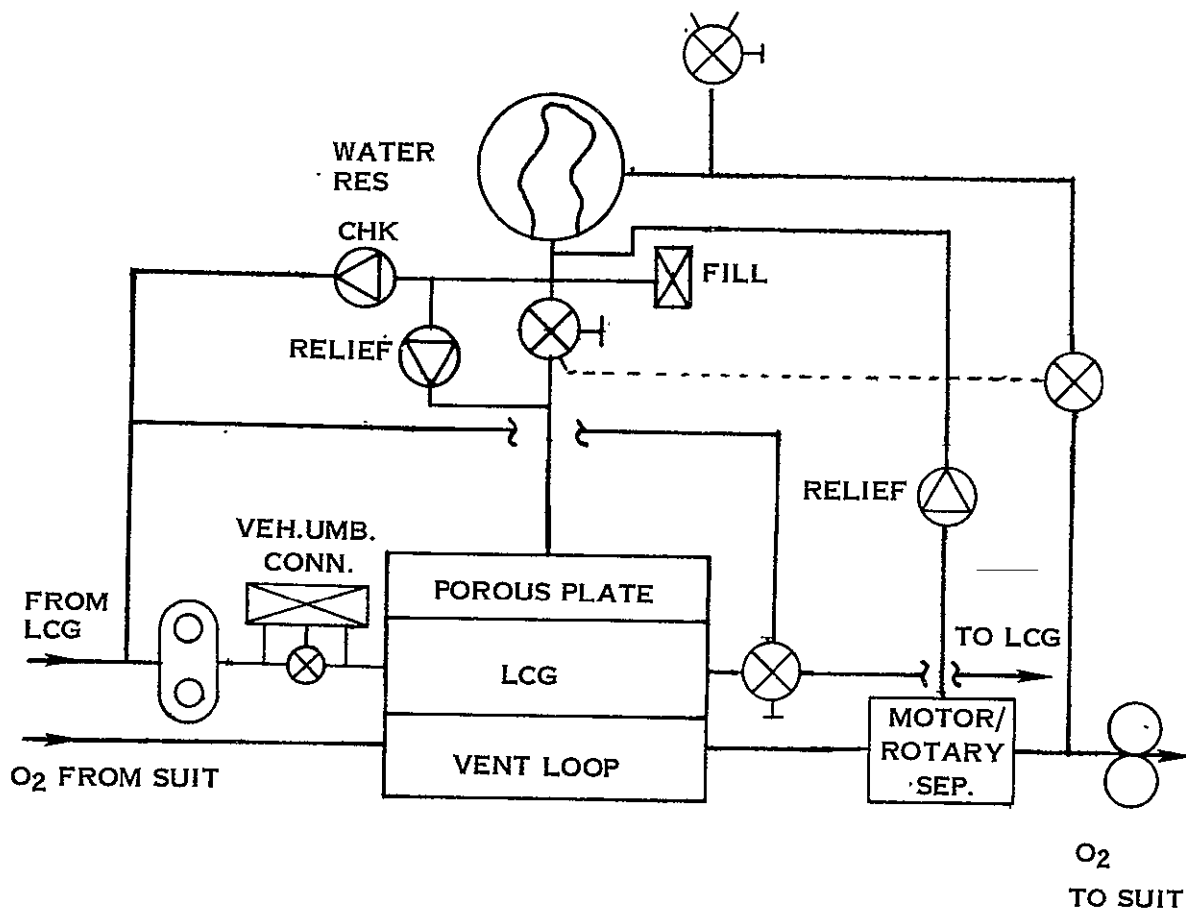 WATER
RES
CHK
FILL
RELIEF
RELIEF
VEH.UMB.
CONN.
POROUS PLATE
FROM
LCG
TO LCG
LCG
MOTOR/
ROTARY
SEP.
VENT LOOP
O₂ FROM SUIT
O₂
TO SUIT